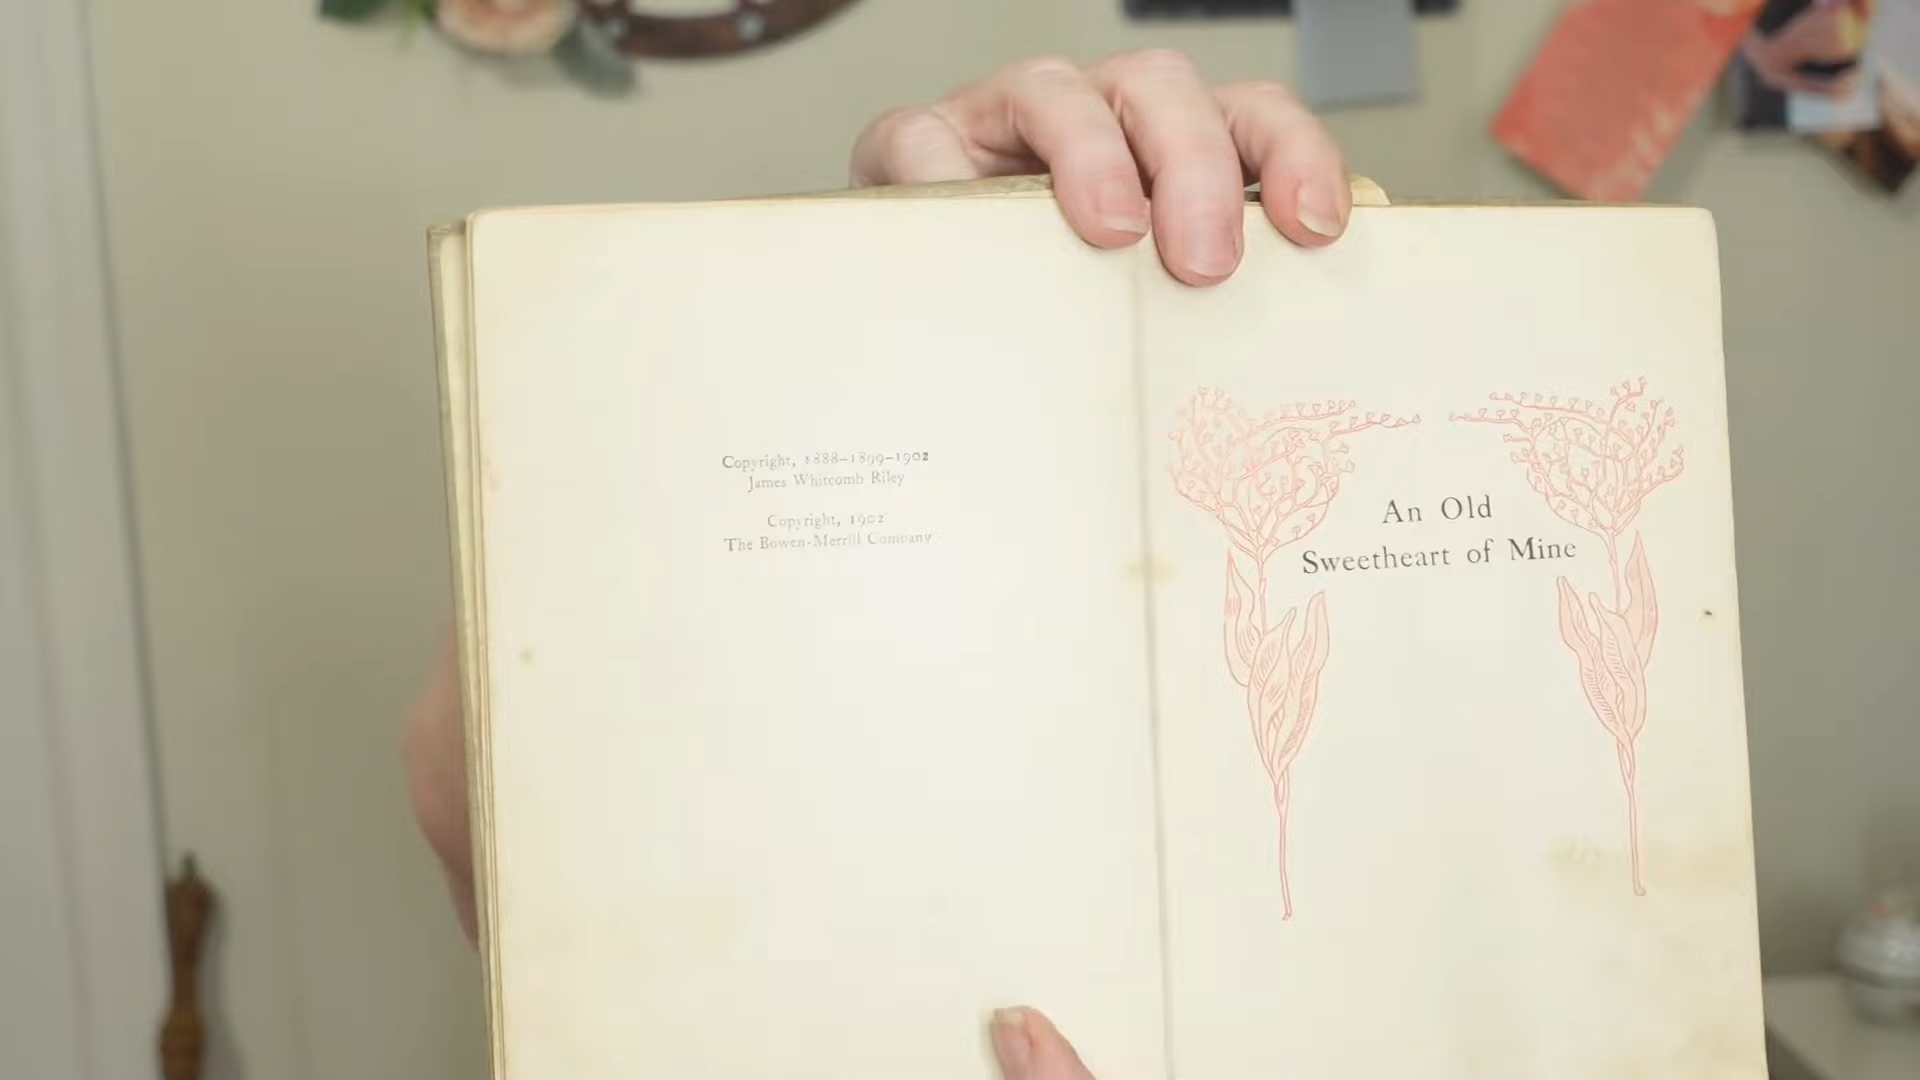 Copyright, 1888–1899–1902
James Whitcomb Riley
Copyright, 1902
The Bowen-Merrill Company
An Old
Sweetheart of Mine